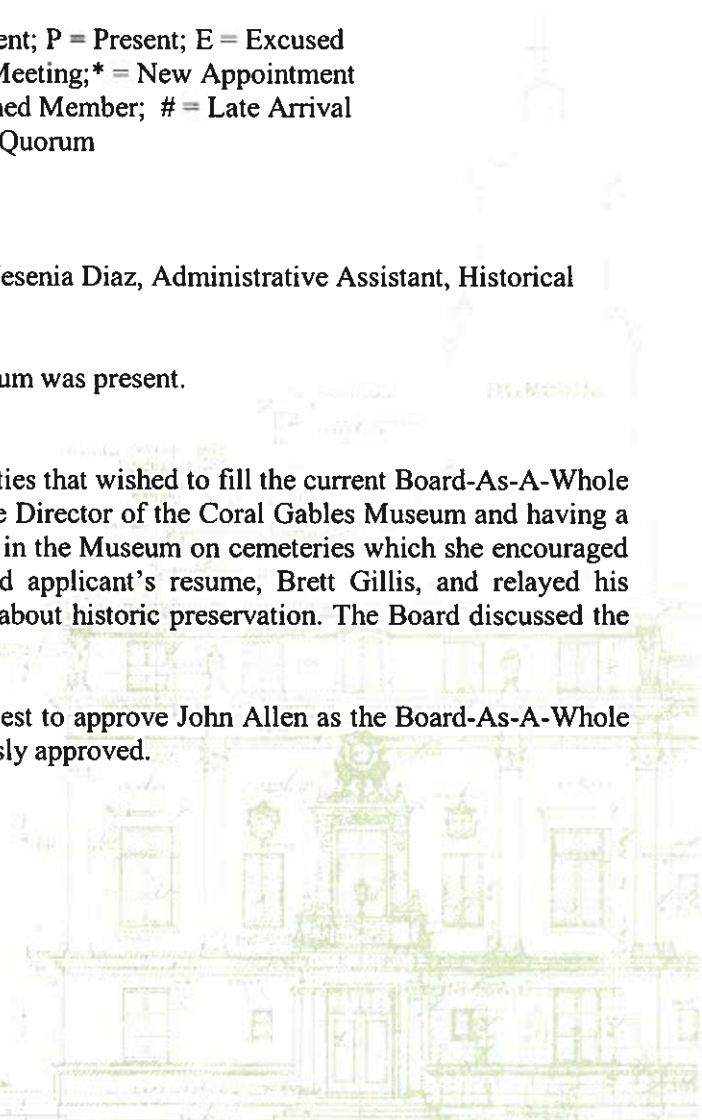 ent; P = Present; E = Excused
Meeting;* = New Appointment
ned Member; # = Late Arrival
Quorum
esenia Diaz, Administrative Assistant, Historical
um was present.
ties that wished to fill the current Board-As-A-Whole
e Director of the Coral Gables Museum and having a
in the Museum on cemeteries which she encouraged
d applicant's resume, Brett Gillis, and relayed his
about historic preservation. The Board discussed the
est to approve John Allen as the Board-As-A-Whole
sly approved.